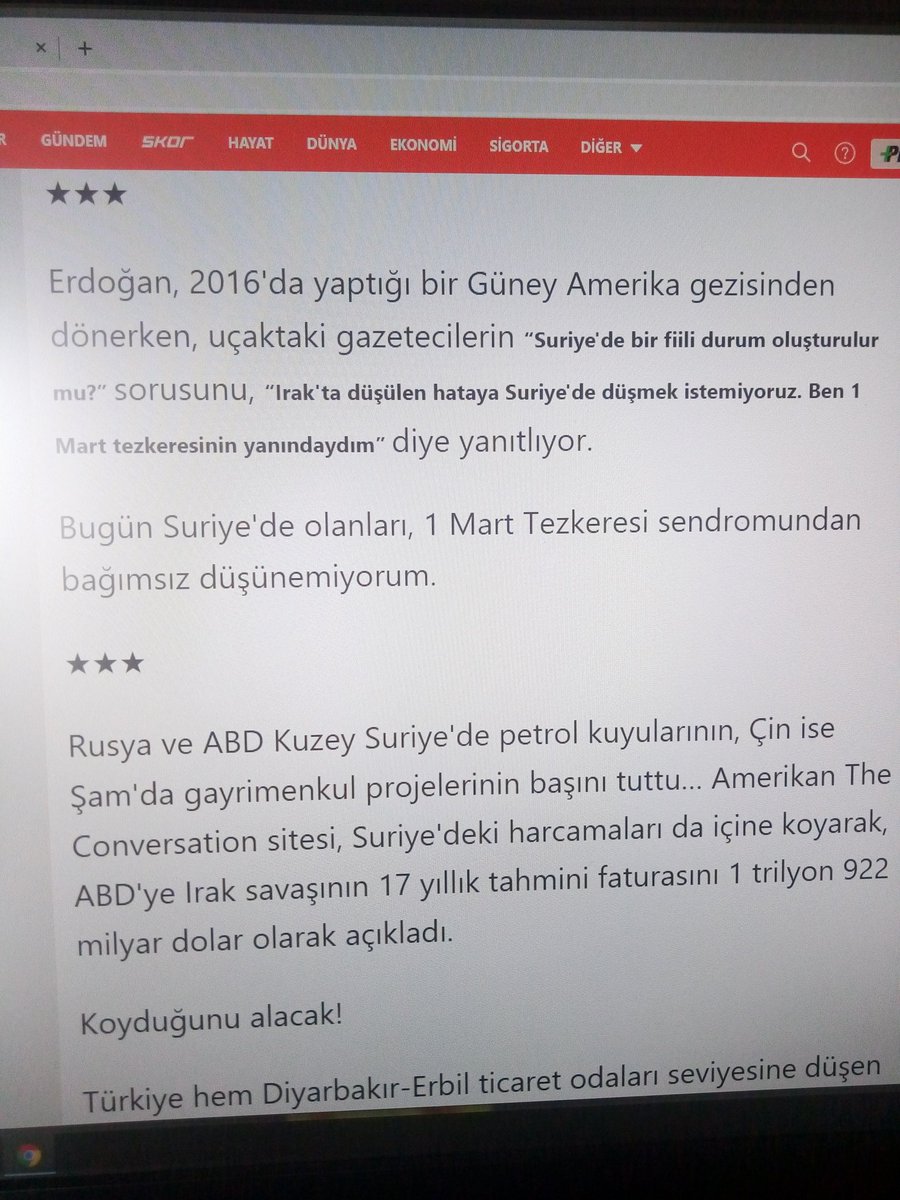 × +
R GÜNDEM SKOR HAYAT DÜNYA EKONOMİ SİGORTA DİĞER ▼ ?
★★★
Erdoğan, 2016'da yaptığı bir Güney Amerika gezisinden
dönerken, uçaktaki gazetecilerin “Suriye'de bir fiili durum oluşturulur
mu?” sorusunu, “Irak'ta düşülen hataya Suriye'de düşmek istemiyoruz. Ben 1
Mart tezkeresinin yanındaydım” diye yanıtlıyor.
Bugün Suriye'de olanları, 1 Mart Tezkeresi sendromundan
bağımsız düşünemiyorum.
★★★
Rusya ve ABD Kuzey Suriye'de petrol kuyularının, Çin ise
Şam'da gayrimenkul projelerinin başını tuttu... Amerikan The
Conversation sitesi, Suriye'deki harcamaları da içine koyarak,
ABD'ye Irak savaşının 17 yıllık tahmini faturasını 1 trilyon 922
milyar dolar olarak açıkladı.
Koyduğunu alacak!
Türkiye hem Diyarbakır-Erbil ticaret odaları seviyesine düşen